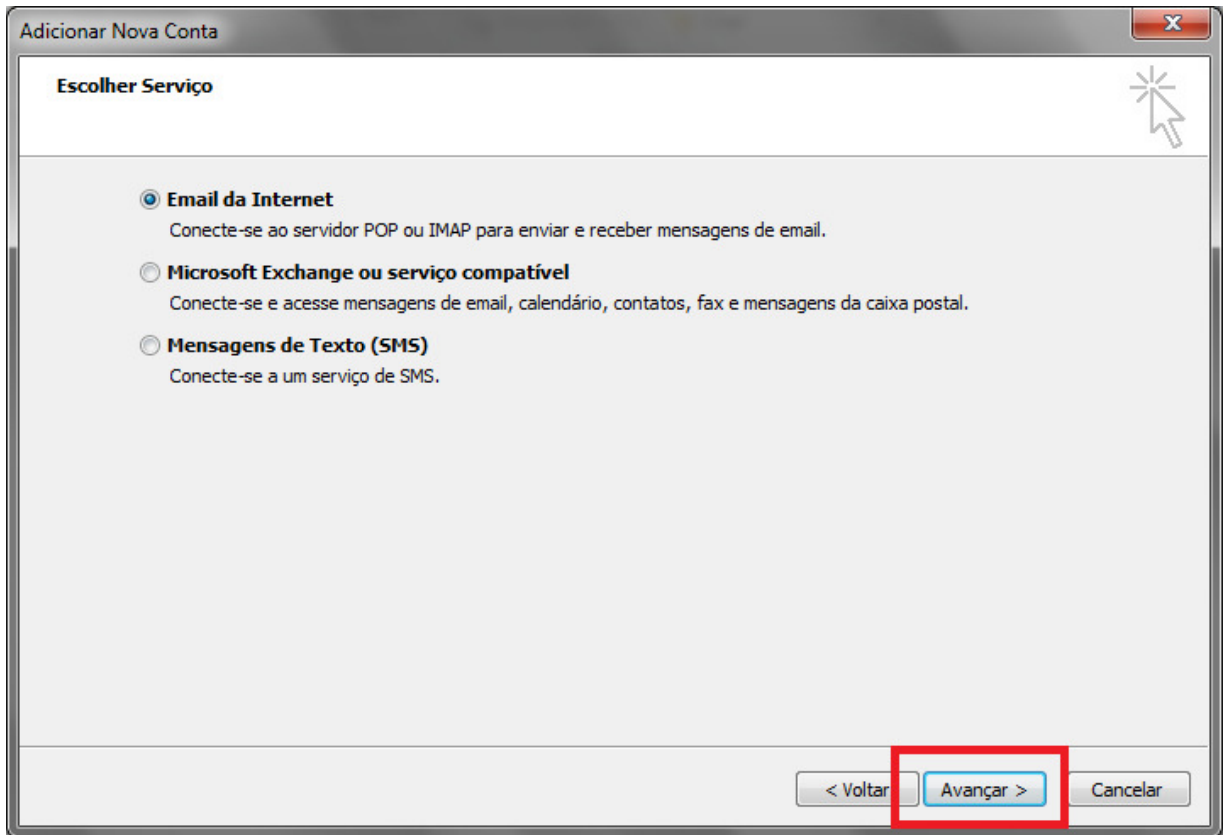 Adicionar Nova Conta
Escolher Serviço
Email da Internet
Conecte-se ao servidor POP ou IMAP para enviar e receber mensagens de email.
Microsoft Exchange ou serviço compatível
Conecte-se e acesse mensagens de email, calendário, contatos, fax e mensagens da caixa postal.
Mensagens de Texto (SMS)
Conecte-se a um serviço de SMS.
< Voltar Avançar > Cancelar